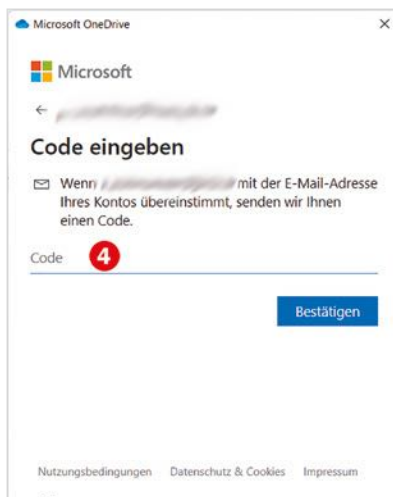 Microsoft OneDrive
Microsoft
Code eingeben
Wenn mit der E-Mail-Adresse
Ihres Kontos übereinstimmt, senden wir Ihnen
einen Code.
Code 4
Bestätigen
Nutzungsbedingungen Datenschutz & Cookies Impressum